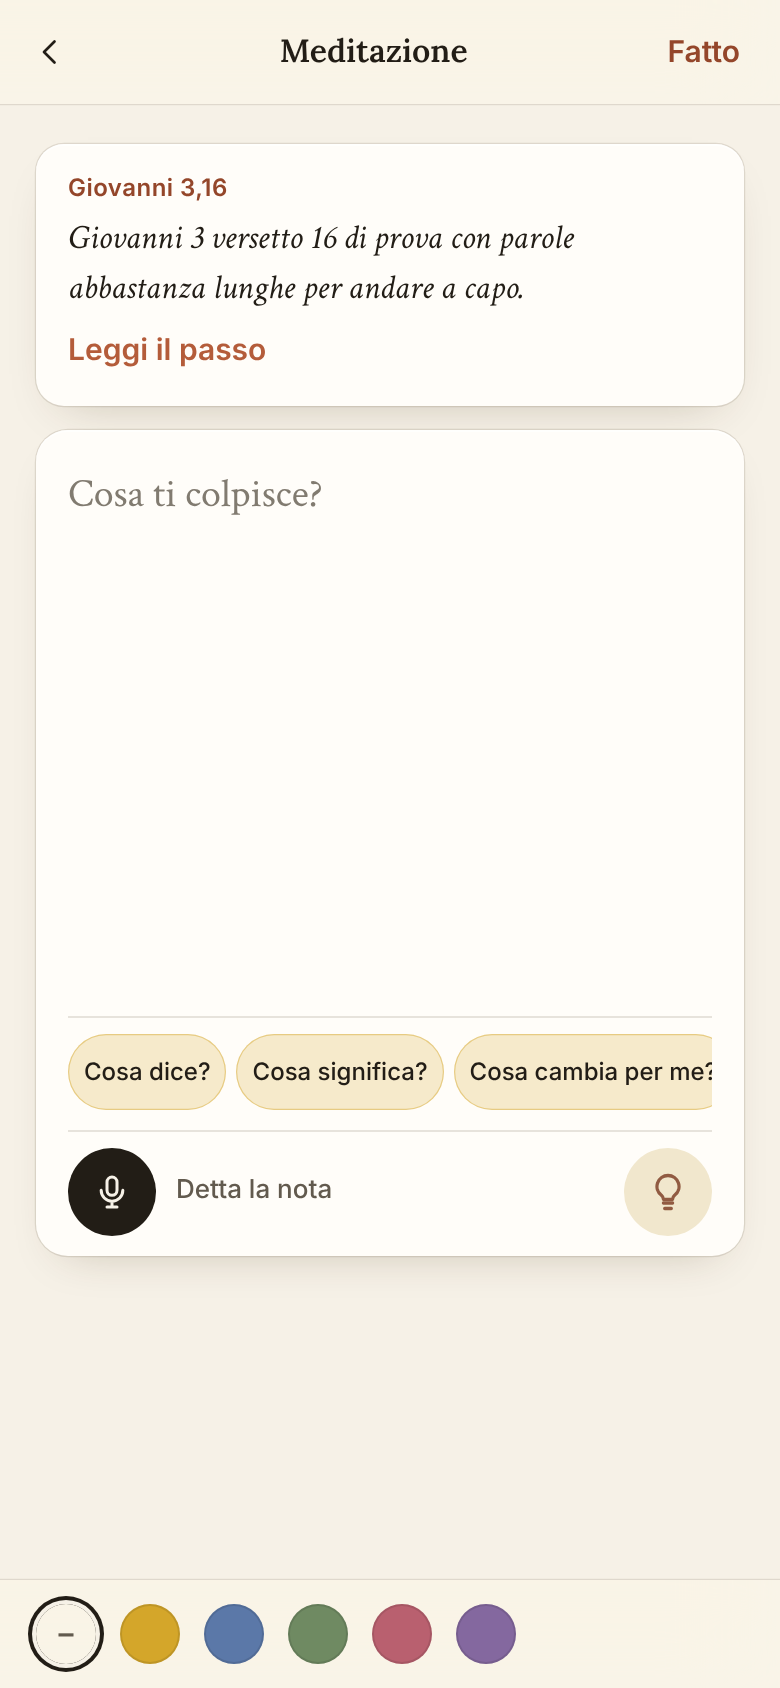 Meditazione
Fatto
Giovanni 3,16
Giovanni 3 versetto 16 di prova con parole
abbastanza lunghe per andare a capo.
Leggi il passo
Cosa ti colpisce?
Cosa dice?
Cosa significa?
Cosa cambia per me?
Detta la nota
–